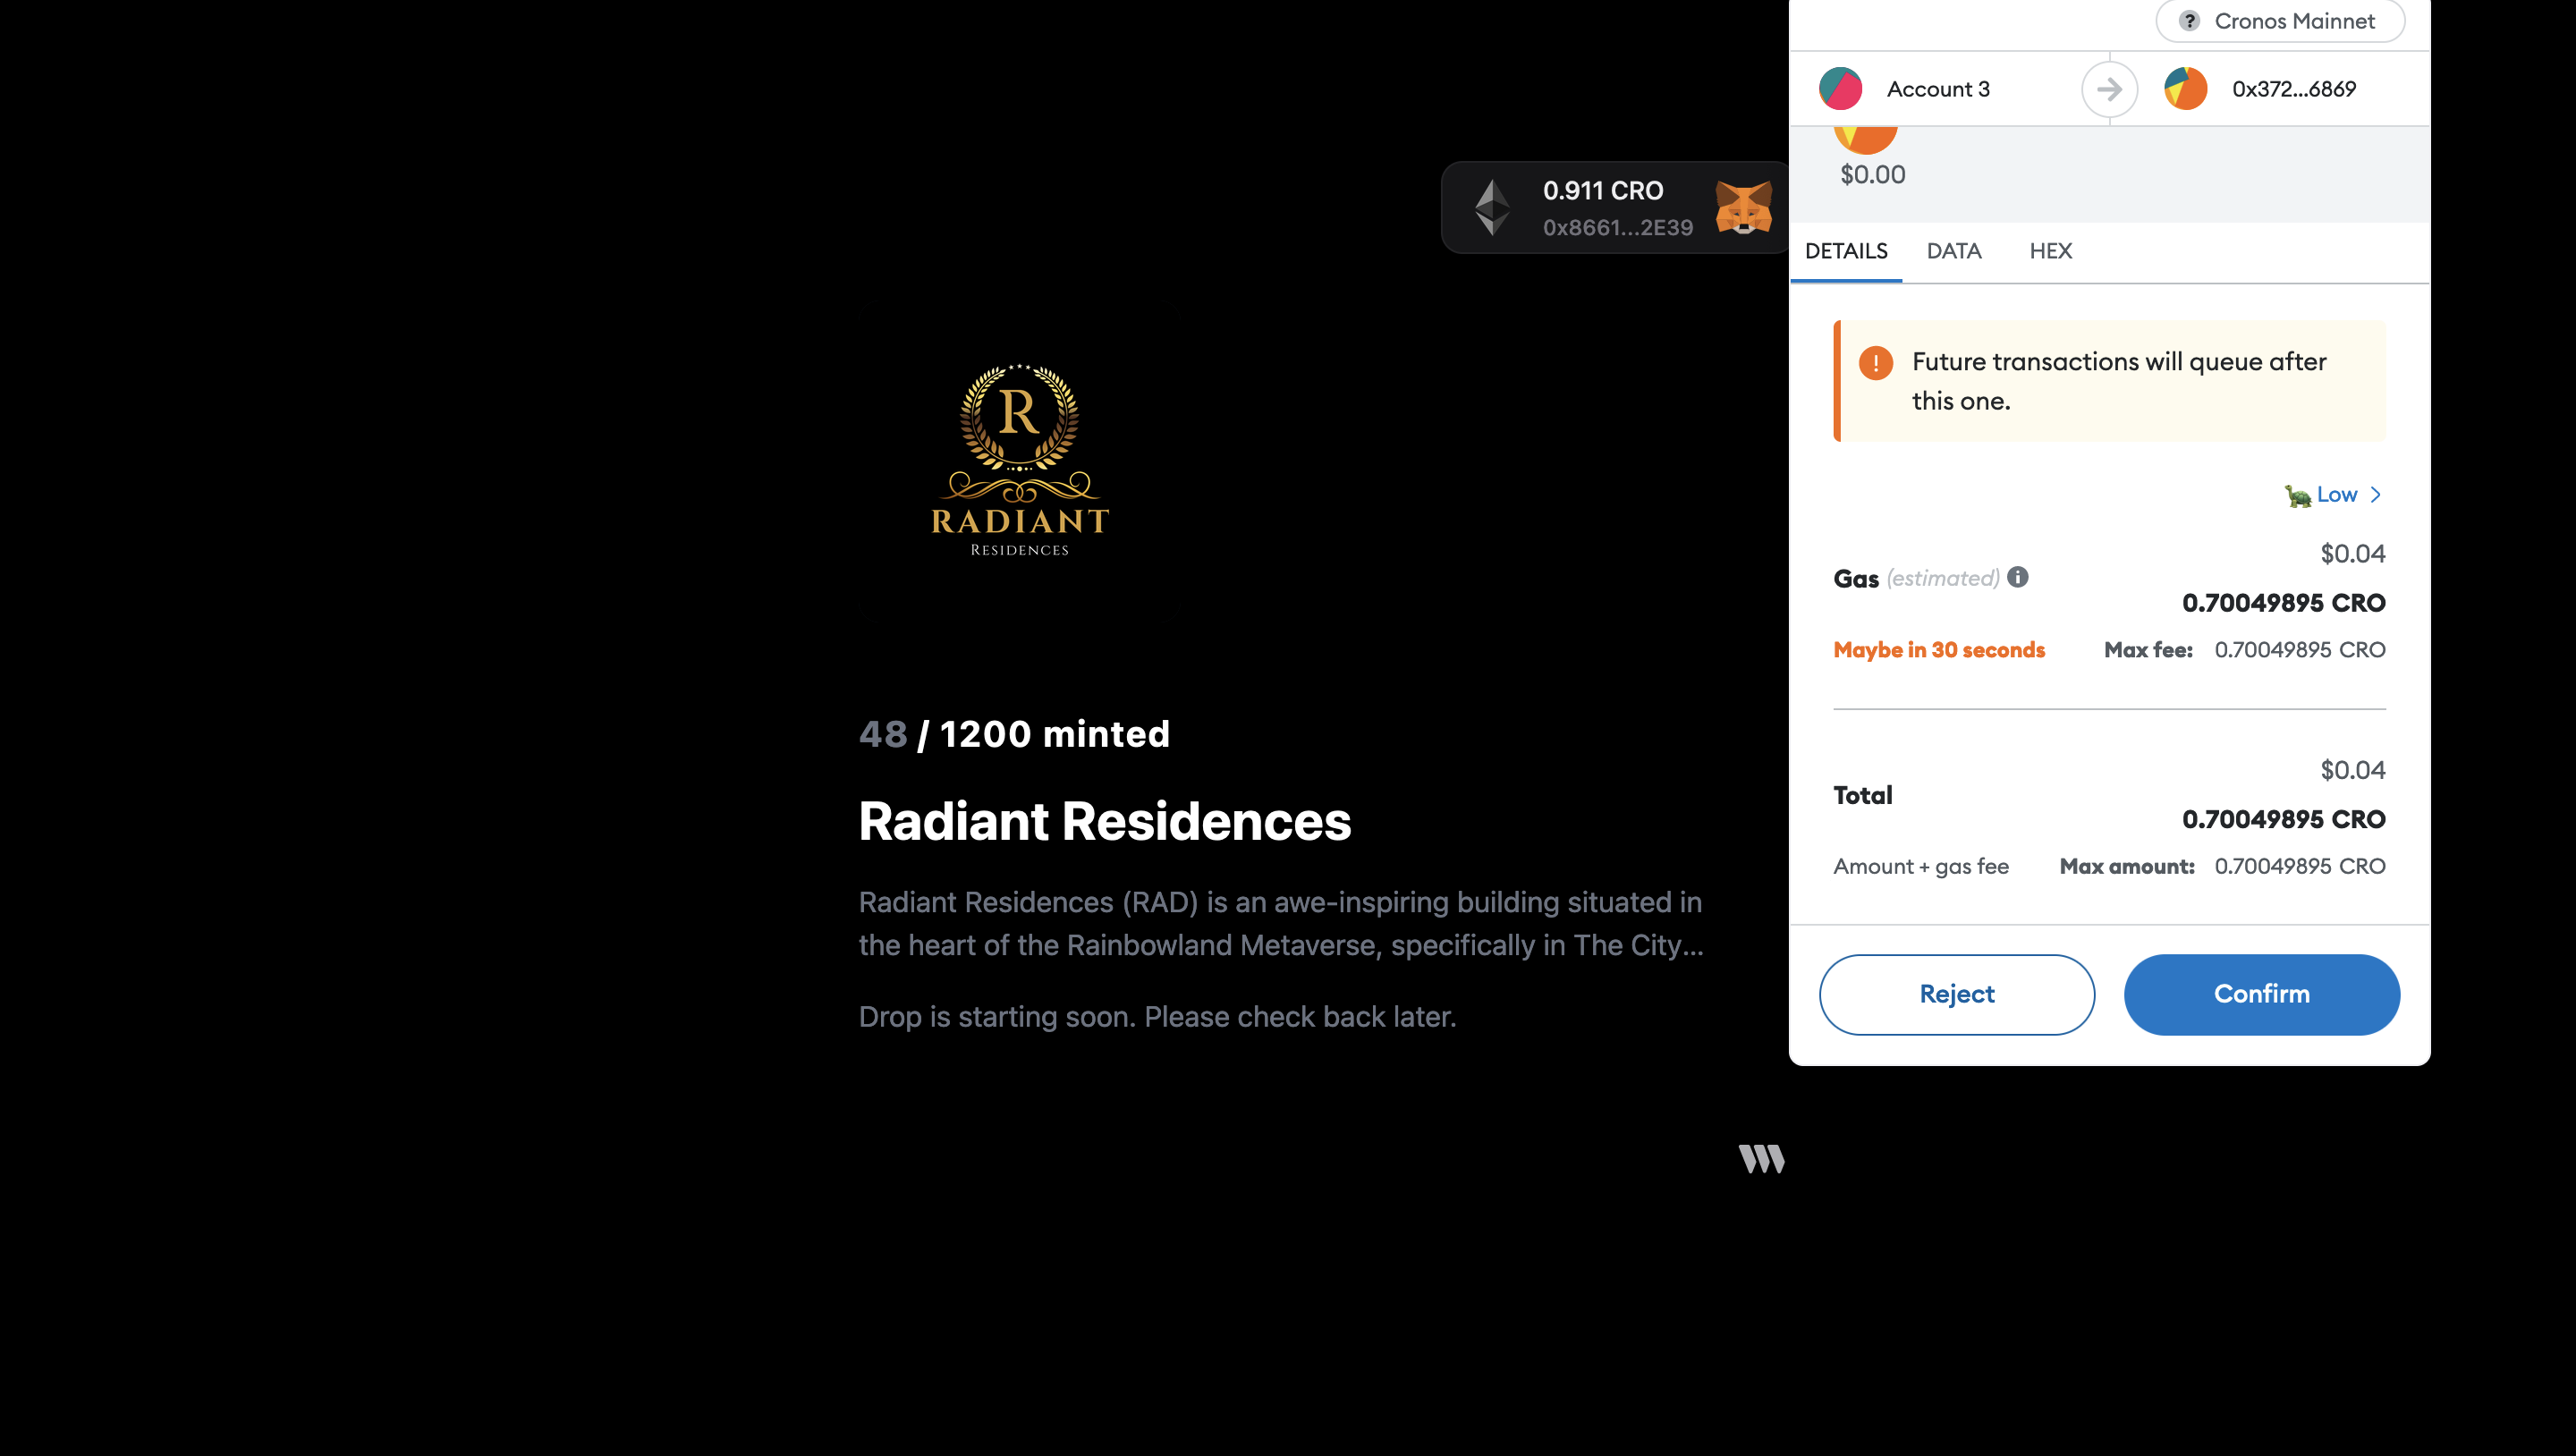 0.911 CRO
0x8661...2E39
R
RADIANT
RESIDENCES
48 / 1200 minted
Radiant Residences
Radiant Residences (RAD) is an awe-inspiring building situated in
the heart of the Rainbowland Metaverse, specifically in The City...
Drop is starting soon. Please check back later.
? Cronos Mainnet
Account 3
0x372...6869
$0.00
DETAILS DATA HEX
! Future transactions will queue after
this one.
Low >
$0.04
Gas (estimated) i
0.70049895 CRO
Maybe in 30 seconds Max fee: 0.70049895 CRO
$0.04
Total
0.70049895 CRO
Amount + gas fee Max amount: 0.70049895 CRO
Reject Confirm